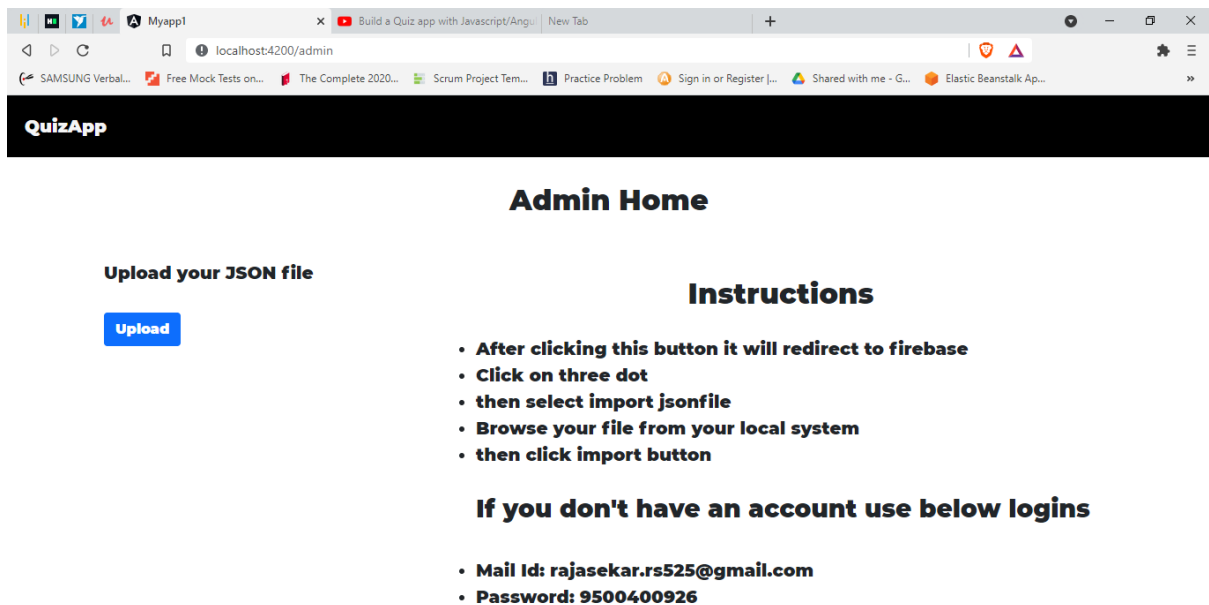 Myapp1
Build a Quiz app with Javascript/Angul
New Tab
localhost:4200/admin
SAMSUNG Verbal...
Free Mock Tests on...
The Complete 2020...
Scrum Project Tem...
Practice Problem
Sign in or Register |...
Shared with me - G...
Elastic Beanstalk Ap...
QuizApp
Admin Home
Upload your JSON file
Upload
Instructions
• After clicking this button it will redirect to firebase
• Click on three dot
• then select import jsonfile
• Browse your file from your local system
• then click import button
If you don't have an account use below logins
• Mail Id: rajasekar.rs525@gmail.com
• Password: 9500400926